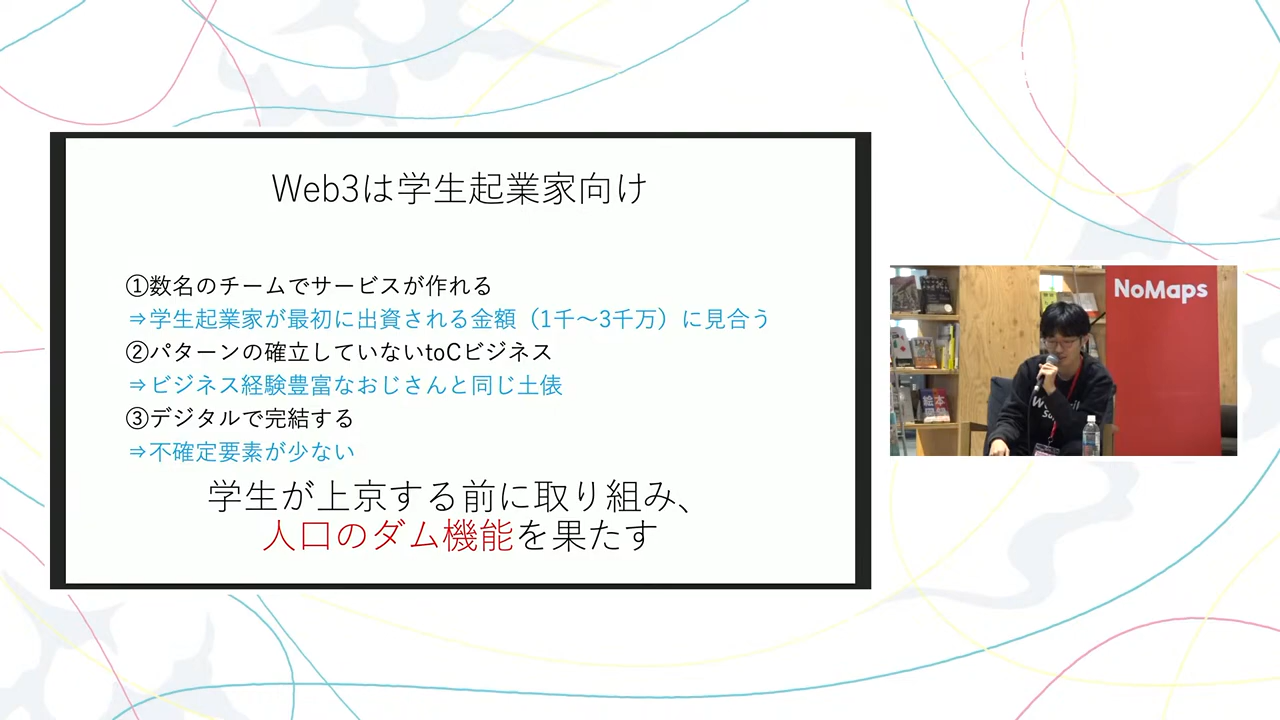 Web3は学生起業家向け
①数名のチームでサービスが作れる
⇒学生起業家が最初に出資される金額（1千～3千万）に見合う
②パターンの確立していないtoCビジネス
⇒ビジネス経験豊富なおじさんと同じ土俵
③デジタルで完結する
⇒不確定要素が少ない
学生が上京する前に取り組み、
人口のダム機能を果たす
NoMaps